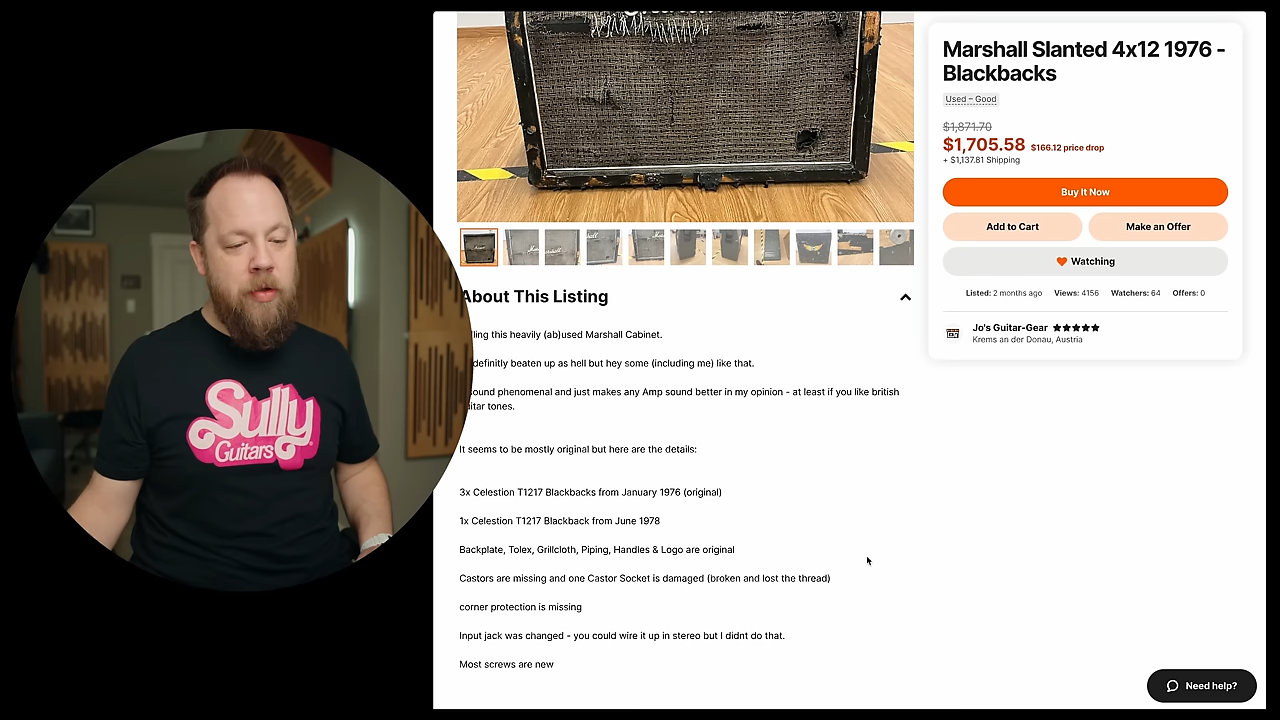 Marshall Slanted 4x12 1976 -
Blackbacks
Used – Good
$1,871.70
$1,705.58 $166.12 price drop
+ $1,137.81 Shipping
Buy It Now
Add to Cart
Make an Offer
Watching
Listed: 2 months ago Views: 4156 Watchers: 64 Offers: 0
Jo's Guitar-Gear ★★★★★
Krems an der Donau, Austria
About This Listing
ling this heavily (ab)used Marshall Cabinet.
definitly beaten up as hell but hey some (including me) like that.
sound phenomenal and just makes any Amp sound better in my opinion - at least if you like british
itar tones.
It seems to be mostly original but here are the details:
3x Celestion T1217 Blackbacks from January 1976 (original)
1x Celestion T1217 Blackback from June 1978
Backplate, Tolex, Grillcloth, Piping, Handles & Logo are original
Castors are missing and one Castor Socket is damaged (broken and lost the thread)
corner protection is missing
Input jack was changed - you could wire it up in stereo but I didnt do that.
Most screws are new
Need help?
Sully
Guitars